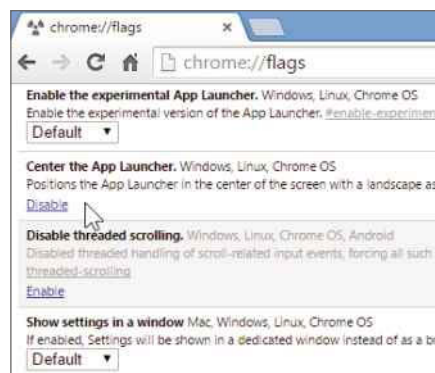 chrome://flags
chrome://flags
Enable the experimental App Launcher. Windows, Linux, Chrome OS
Enable the experimental version of the App Launcher. #enable-experimen
Default
Center the App Launcher. Windows, Linux, Chrome OS
Positions the App Launcher in the center of the screen with a landscape as
Disable
Disable threaded scrolling. Windows, Linux, Chrome OS, Android
Disabled threaded handling of scroll-related input events, forcing all such
threaded-scrolling
Enable
Show settings in a window Mac, Windows, Linux, Chrome OS
If enabled, Settings will be shown in a dedicated window instead of as a b
Default